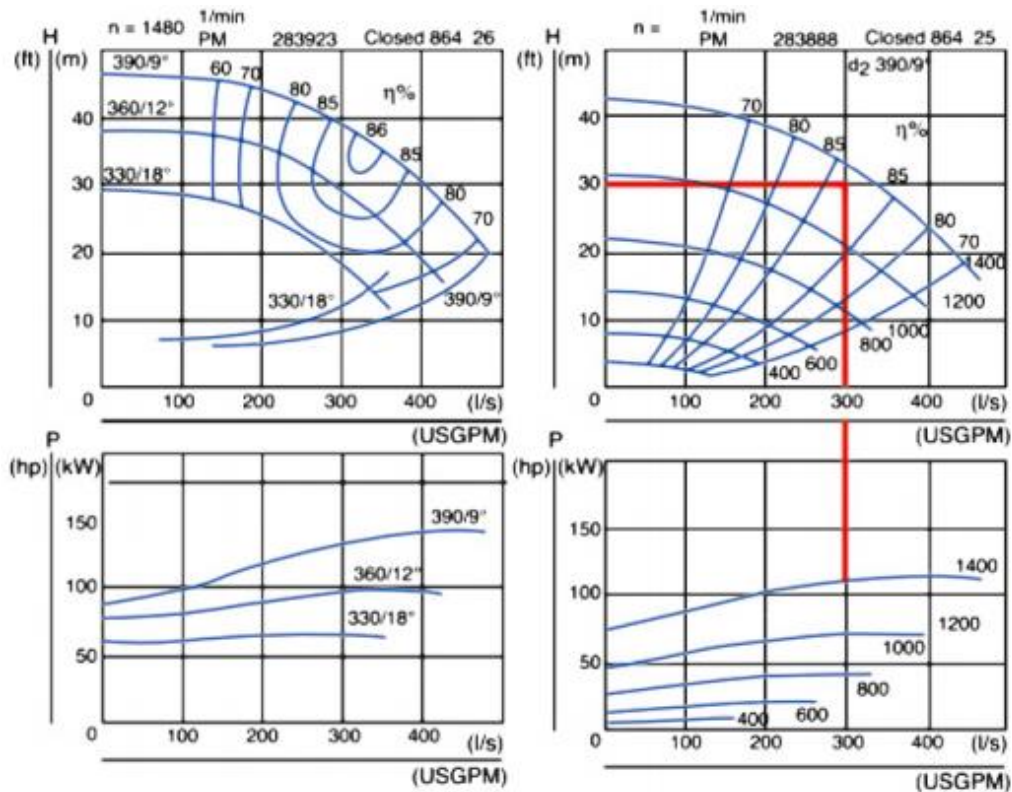 H n = 1480 1/min
PM 283923 Closed 864 26
(ft) (m)
390/9°
60 70 80 85 η%
86
85
80
70
360/12°
330/18°
40
30
20
10
0
330/18°
390/9°
100 200 300 400 (l/s)
(USGPM)
P
(hp) (kW)
150
100
50
0
390/9°
360/12°
330/18°
100 200 300 400 (l/s)
(USGPM)
H n = 1/min
PM 283888 Closed 864 25
(ft) (m)
d2 390/9°
70
80
85
η%
85
80
70
1400
1200
1000
800
600
400
40
30
20
10
0
100 200 300 400 (l/s)
(USGPM)
P
(hp) (kW)
150
100
50
0
1400
1200
1000
800
600
400
100 200 300 400 (l/s)
(USGPM)